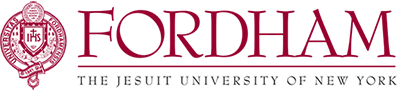 FORDHAM
THE JESUIT UNIVERSITY OF NEW YORK
IHS